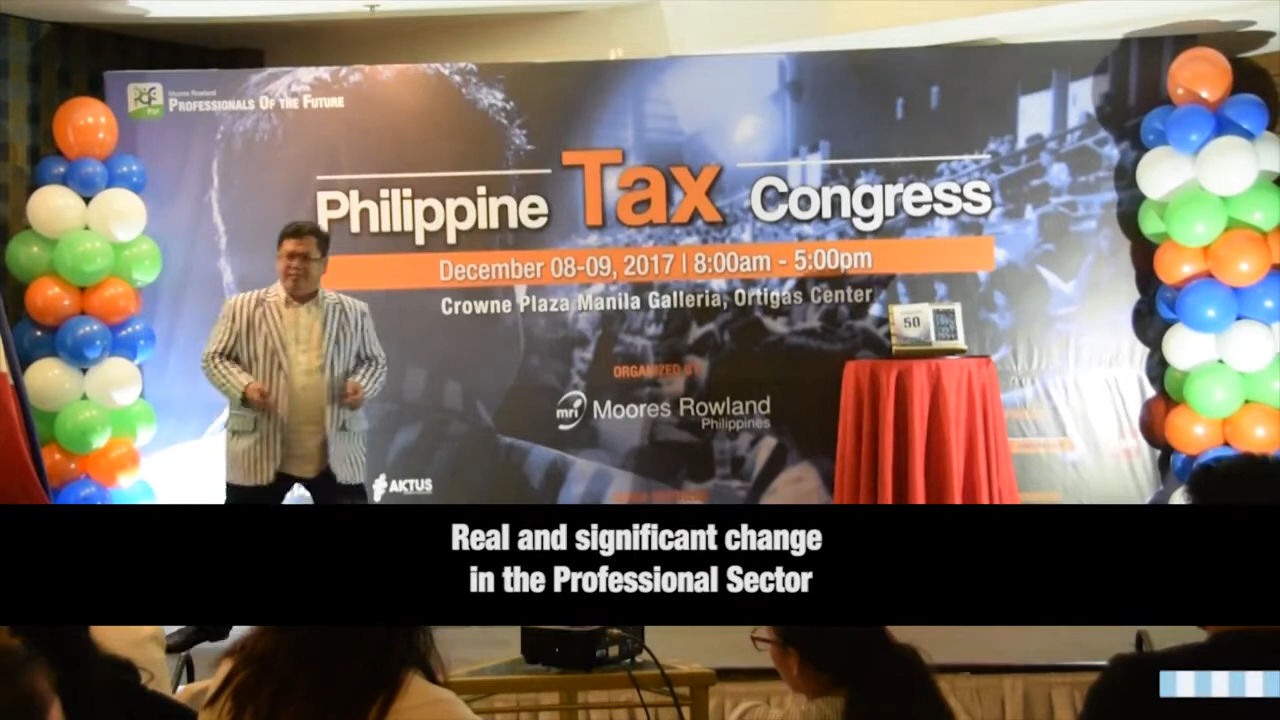 Moores Rowland
PROFESSIONALS OF THE FUTURE
Philippine Tax Congress
December 08-09, 2017 | 8:00am - 5:00pm
Crowne Plaza Manila Galleria, Ortigas Center
50
ORGANIZED BY
mri Moores Rowland
Philippines
AKTUS
Real and significant change
in the Professional Sector